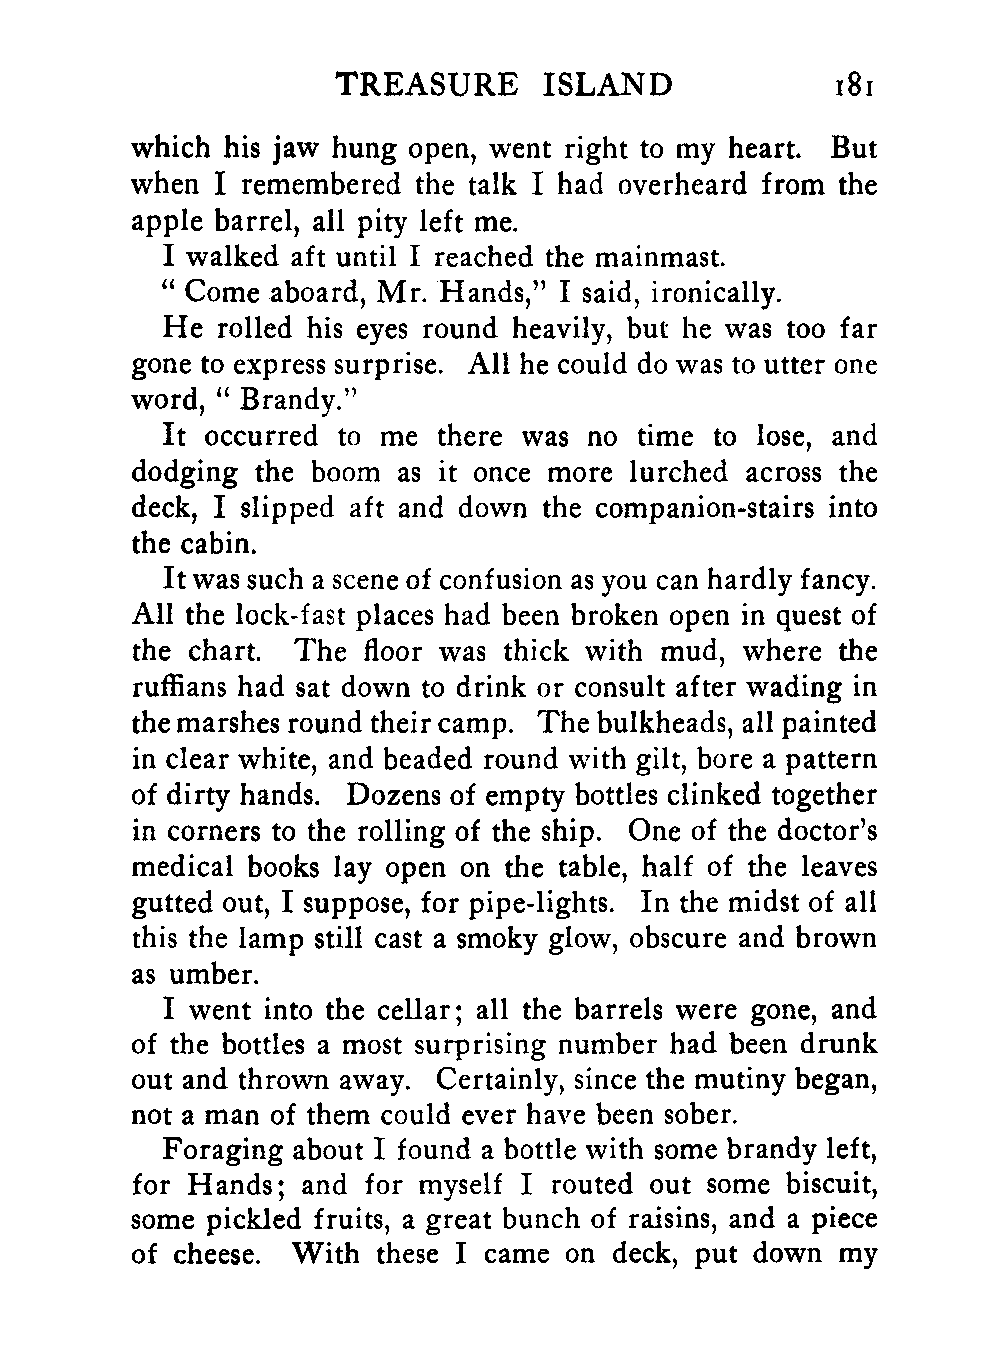 TREASURE ISLAND 181
which his jaw hung open, went right to my heart. But
when I remembered the talk I had overheard from the
apple barrel, all pity left me.
I walked aft until I reached the mainmast.
“ Come aboard, Mr. Hands,” I said, ironically.
He rolled his eyes round heavily, but he was too far
gone to express surprise. All he could do was to utter one
word, “ Brandy.”
It occurred to me there was no time to lose, and
dodging the boom as it once more lurched across the
deck, I slipped aft and down the companion-stairs into
the cabin.
It was such a scene of confusion as you can hardly fancy.
All the lock-fast places had been broken open in quest of
the chart. The floor was thick with mud, where the
ruffians had sat down to drink or consult after wading in
the marshes round their camp. The bulkheads, all painted
in clear white, and beaded round with gilt, bore a pattern
of dirty hands. Dozens of empty bottles clinked together
in corners to the rolling of the ship. One of the doctor’s
medical books lay open on the table, half of the leaves
gutted out, I suppose, for pipe-lights. In the midst of all
this the lamp still cast a smoky glow, obscure and brown
as umber.
I went into the cellar; all the barrels were gone, and
of the bottles a most surprising number had been drunk
out and thrown away. Certainly, since the mutiny began,
not a man of them could ever have been sober.
Foraging about I found a bottle with some brandy left,
for Hands; and for myself I routed out some biscuit,
some pickled fruits, a great bunch of raisins, and a piece
of cheese. With these I came on deck, put down my